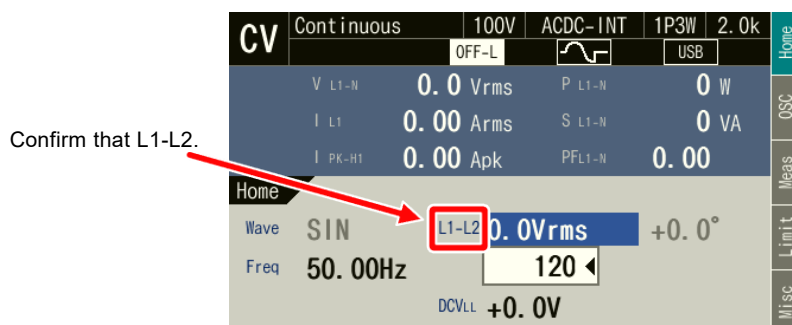 CV Continuous 100V ACDC-INT 1P3W 2.0k
OFF-L USB
V L1-N 0.0 Vrms P L1-N 0 W
I L1 0.00 Arms S L1-N 0 VA
I PK-H1 0.00 Apk PFL1-N 0.00
Confirm that L1-L2.
Home
Wave SIN L1-L2 0.0Vrms +0.0°
Freq 50.00Hz 120
DCVLL +0.0V
Home
OSC
Meas
Limit
Misc